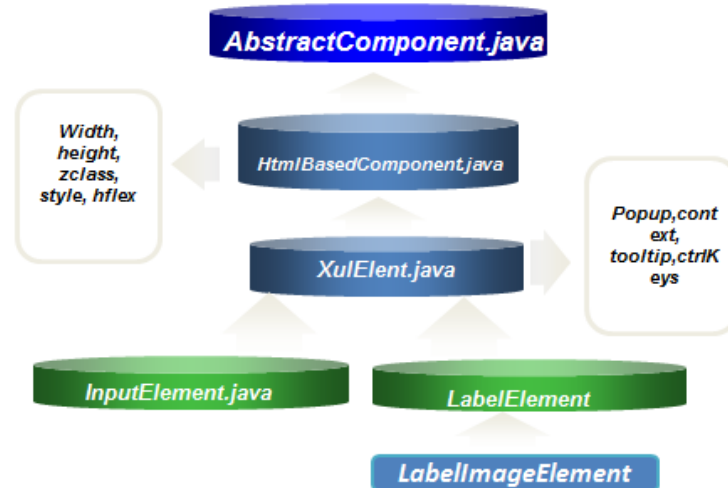 AbstractComponent.java
Width,
height,
zclass,
style, hflex
HtmlBasedComponent.java
Popup,cont
ext,
tooltip,ctrlK
eys
XulElent.java
InputElement.java
LabelElement
LabelImageElement